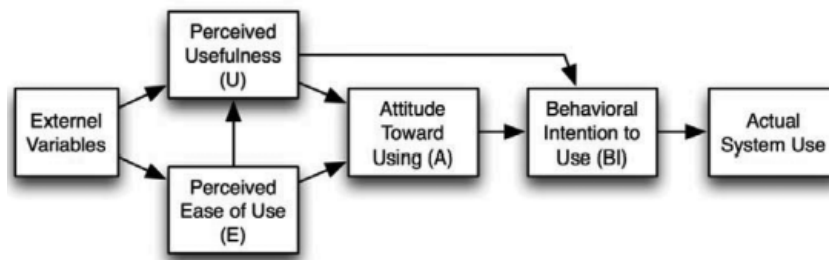 Perceived
Usefulness
(U)
Externel
Variables
Perceived
Ease of Use
(E)
Attitude
Toward
Using (A)
Behavioral
Intention to
Use (BI)
Actual
System Use